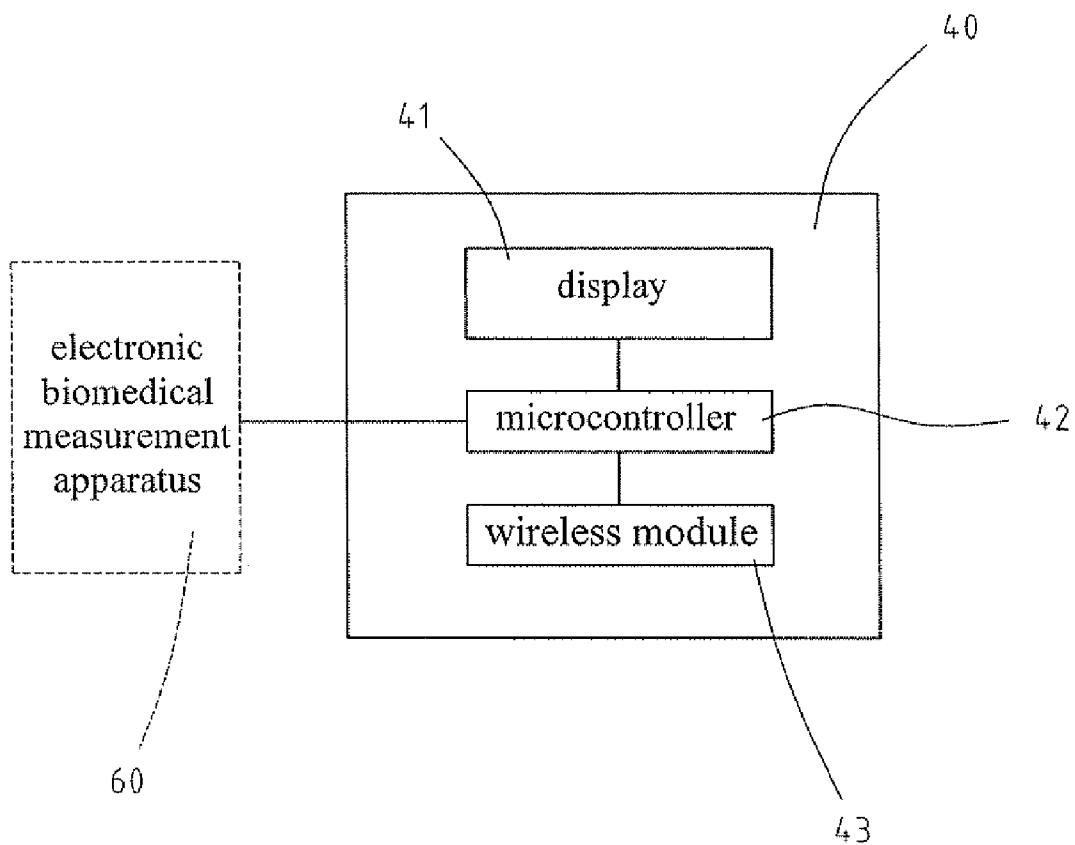 40
41
display
electronic
biomedical
measurement
apparatus
microcontroller
42
wireless module
60
43